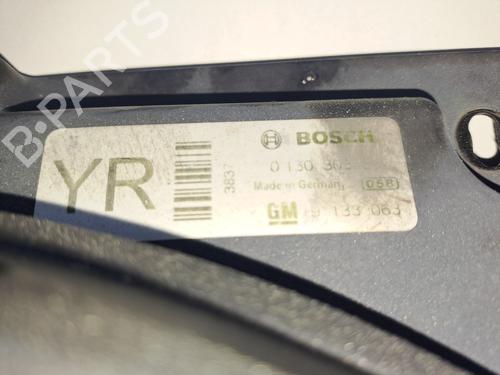 YR
3837
BOSCH
0 130 303
Made in Germany 058
GM 133 063
B-PARTS